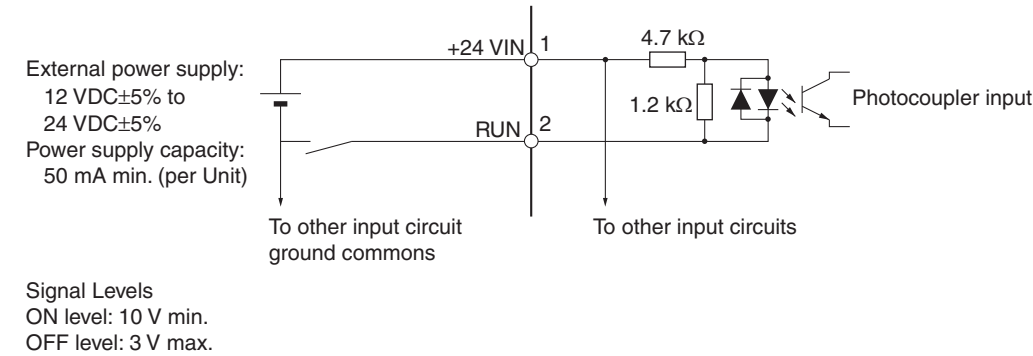 External power supply:
12 VDC±5% to
24 VDC±5%
Power supply capacity:
50 mA min. (per Unit)
+24 VIN
1
RUN
2
4.7 kΩ
1.2 kΩ
Photocoupler input
To other input circuit
ground commons
To other input circuits
Signal Levels
ON level: 10 V min.
OFF level: 3 V max.